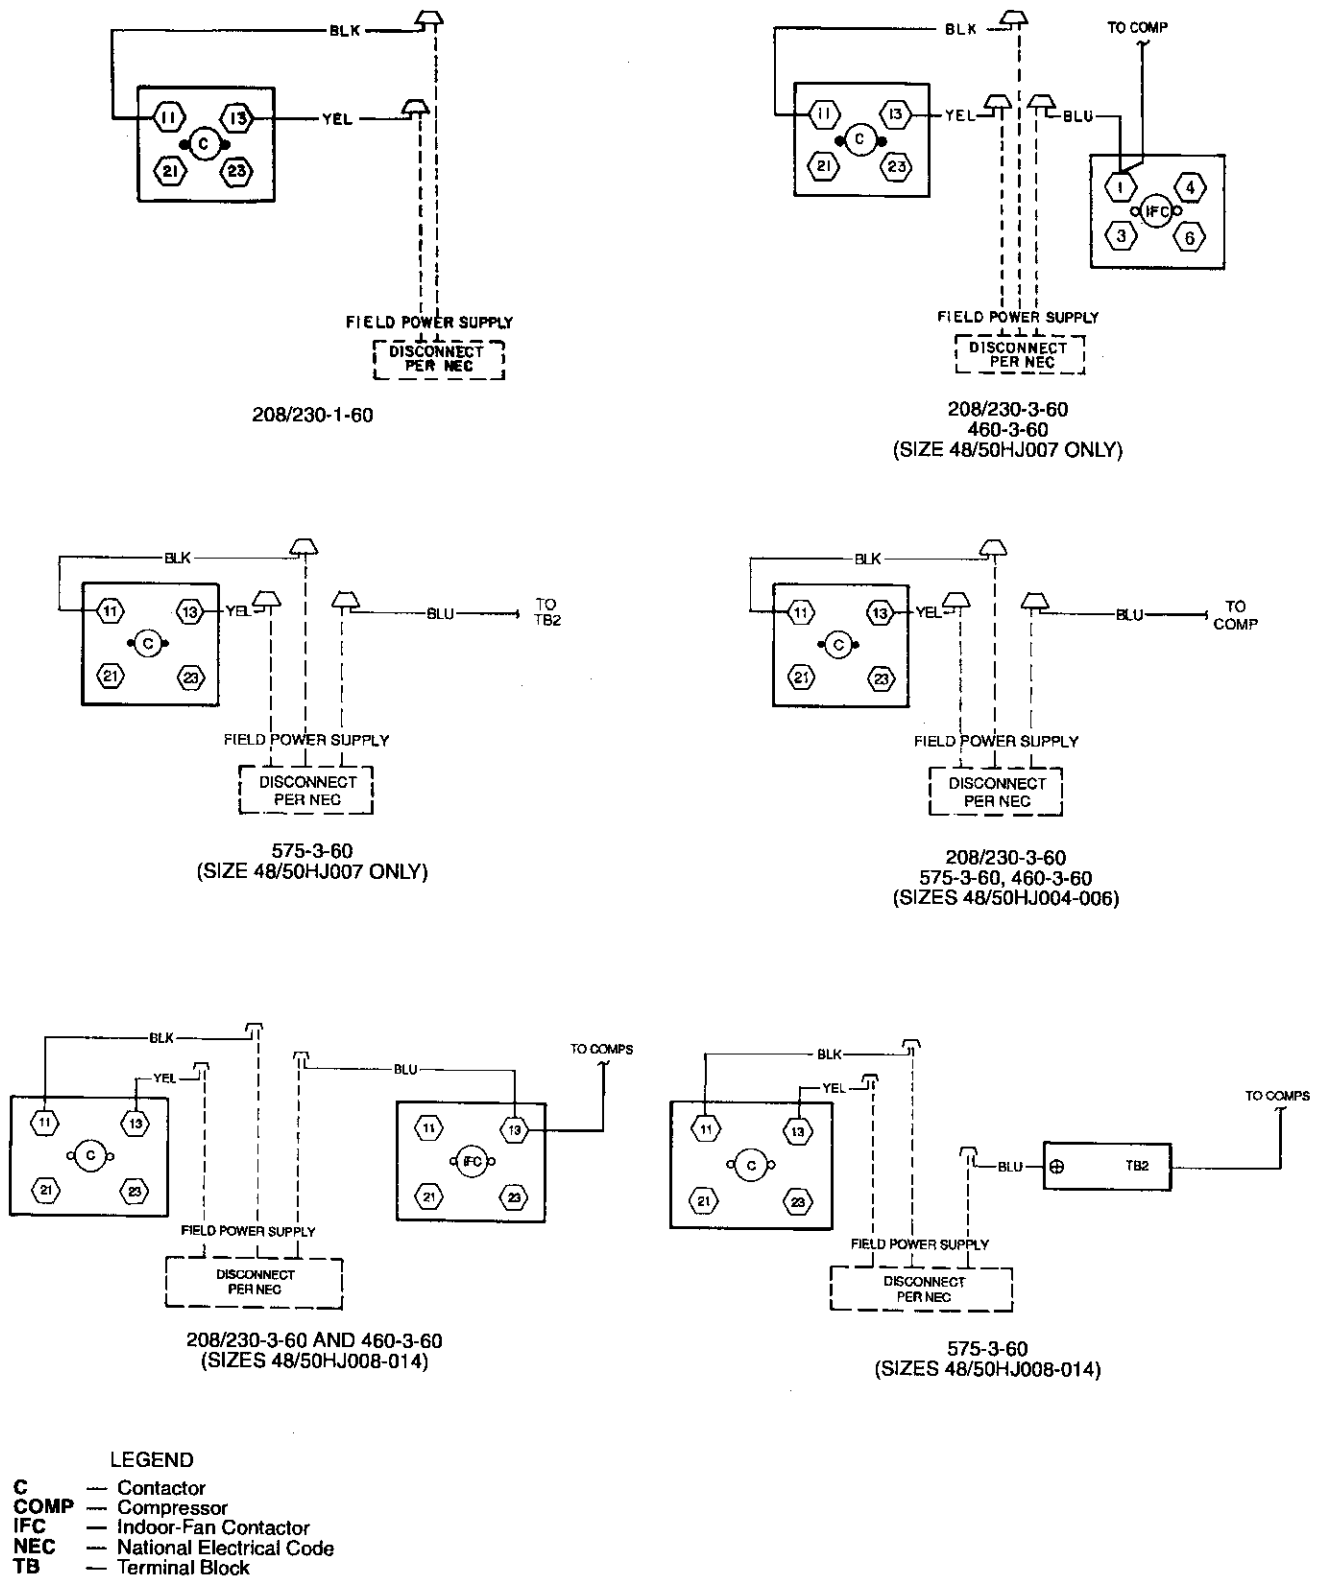 BLK
11
13
YEL
C
21
23
FIELD POWER SUPPLY
DISCONNECT
PER NEC
208/230-1-60
TO COMP
BLK
11
13
YEL
BLU
C
21
23
1
4
IFC
3
6
FIELD POWER SUPPLY
DISCONNECT
PER NEC
208/230-3-60
460-3-60
(SIZE 48/50HJ007 ONLY)
BLK
11
13
YEL
BLU
TO
TB2
C
21
23
FIELD POWER SUPPLY
DISCONNECT
PER NEC
575-3-60
(SIZE 48/50HJ007 ONLY)
BLK
11
13
YEL
BLU
TO
COMP
C
21
23
FIELD POWER SUPPLY
DISCONNECT
PER NEC
208/230-3-60
575-3-60, 460-3-60
(SIZES 48/50HJ004-006)
BLK
YEL
BLU
TO COMPS
11
13
C
21
23
11
13
IFC
21
23
FIELD POWER SUPPLY
DISCONNECT
PER NEC
208/230-3-60 AND 460-3-60
(SIZES 48/50HJ008-014)
BLK
YEL
11
13
C
21
23
BLU
TB2
TO COMPS
FIELD POWER SUPPLY
DISCONNECT
PER NEC
575-3-60
(SIZES 48/50HJ008-014)
LEGEND
C — Contactor
COMP — Compressor
IFC — Indoor-Fan Contactor
NEC — National Electrical Code
TB — Terminal Block